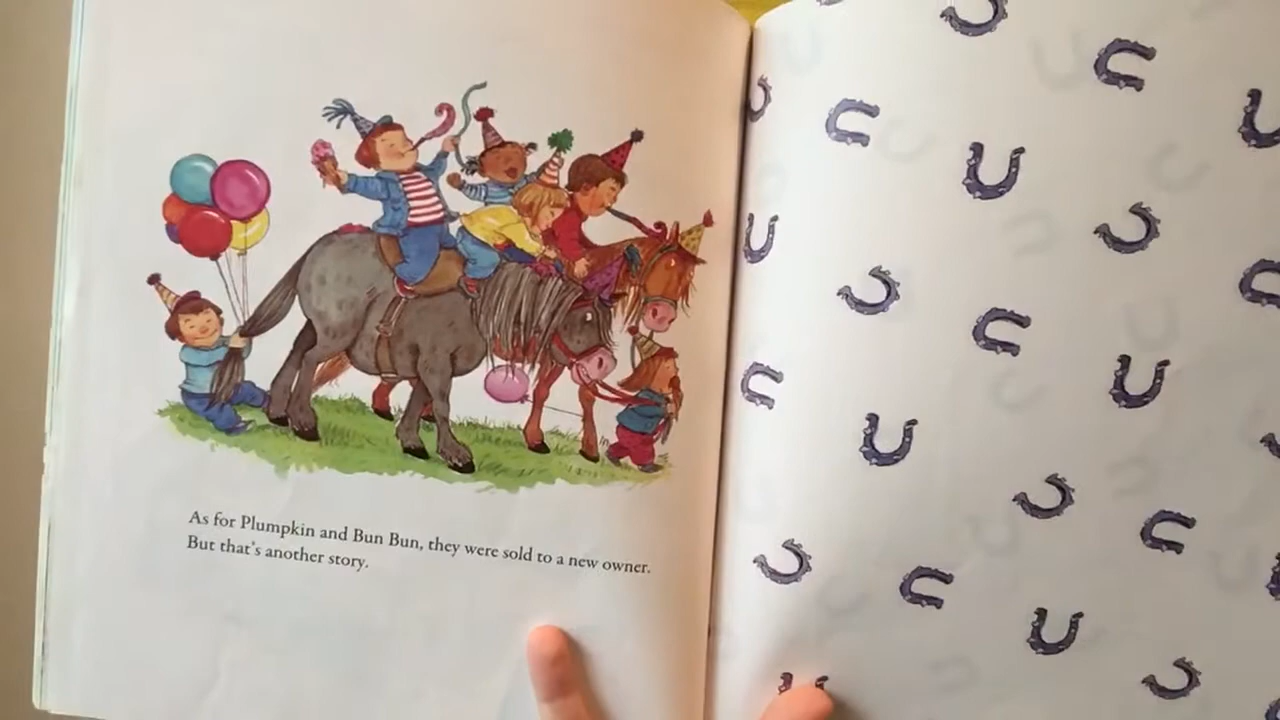 As for Plumpkin and Bun Bun, they were sold to a new owner.
But that's another story.